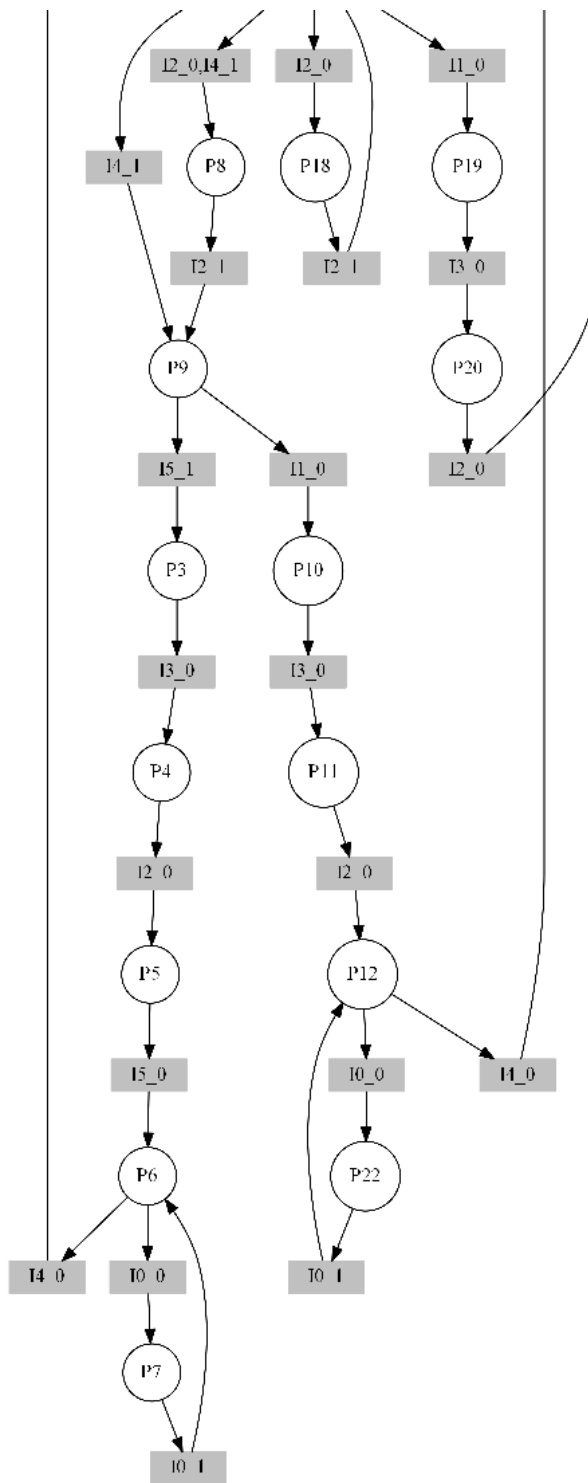 I2_0,I4_1
I2_0
I1_0
I4_1
P8
P18
P19
I2_1
I2_1
I3_0
P9
P20
I5_1
I1_0
I2_0
P3
P10
I3_0
I3_0
P4
P11
I2_0
I2_0
P5
P12
I5_0
I0_0
I4_0
P6
P22
I4_0
I0_0
I0_1
P7
I0_1